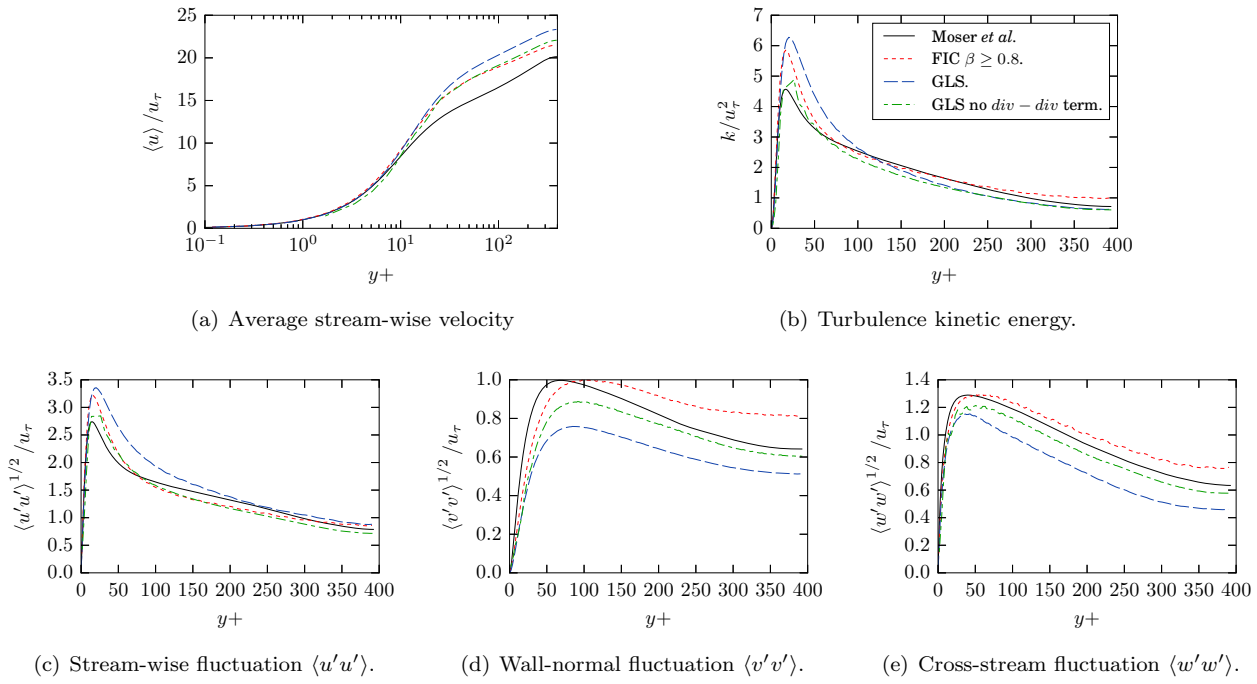 25
20
15
10
5
0
⟨u⟩ /uτ
10⁻¹ 10⁰ 10¹ 10²
y+
(a) Average stream-wise velocity
7
6
5
4
3
2
1
0
k/uτ²
Moser et al.
FIC β ≥ 0.8.
GLS.
GLS no div − div term.
0 50 100 150 200 250 300 350 400
y+
(b) Turbulence kinetic energy.
3.5
3.0
2.5
2.0
1.5
1.0
0.5
0.0
⟨u′u′⟩^1/2 /uτ
0 50 100 150 200 250 300 350 400
y+
(c) Stream-wise fluctuation ⟨u′u′⟩.
1.0
0.8
0.6
0.4
0.2
0.0
⟨v′v′⟩^1/2 /uτ
0 50 100 150 200 250 300 350 400
y+
(d) Wall-normal fluctuation ⟨v′v′⟩.
1.4
1.2
1.0
0.8
0.6
0.4
0.2
0.0
⟨w′w′⟩^1/2 /uτ
0 50 100 150 200 250 300 350 400
y+
(e) Cross-stream fluctuation ⟨w′w′⟩.